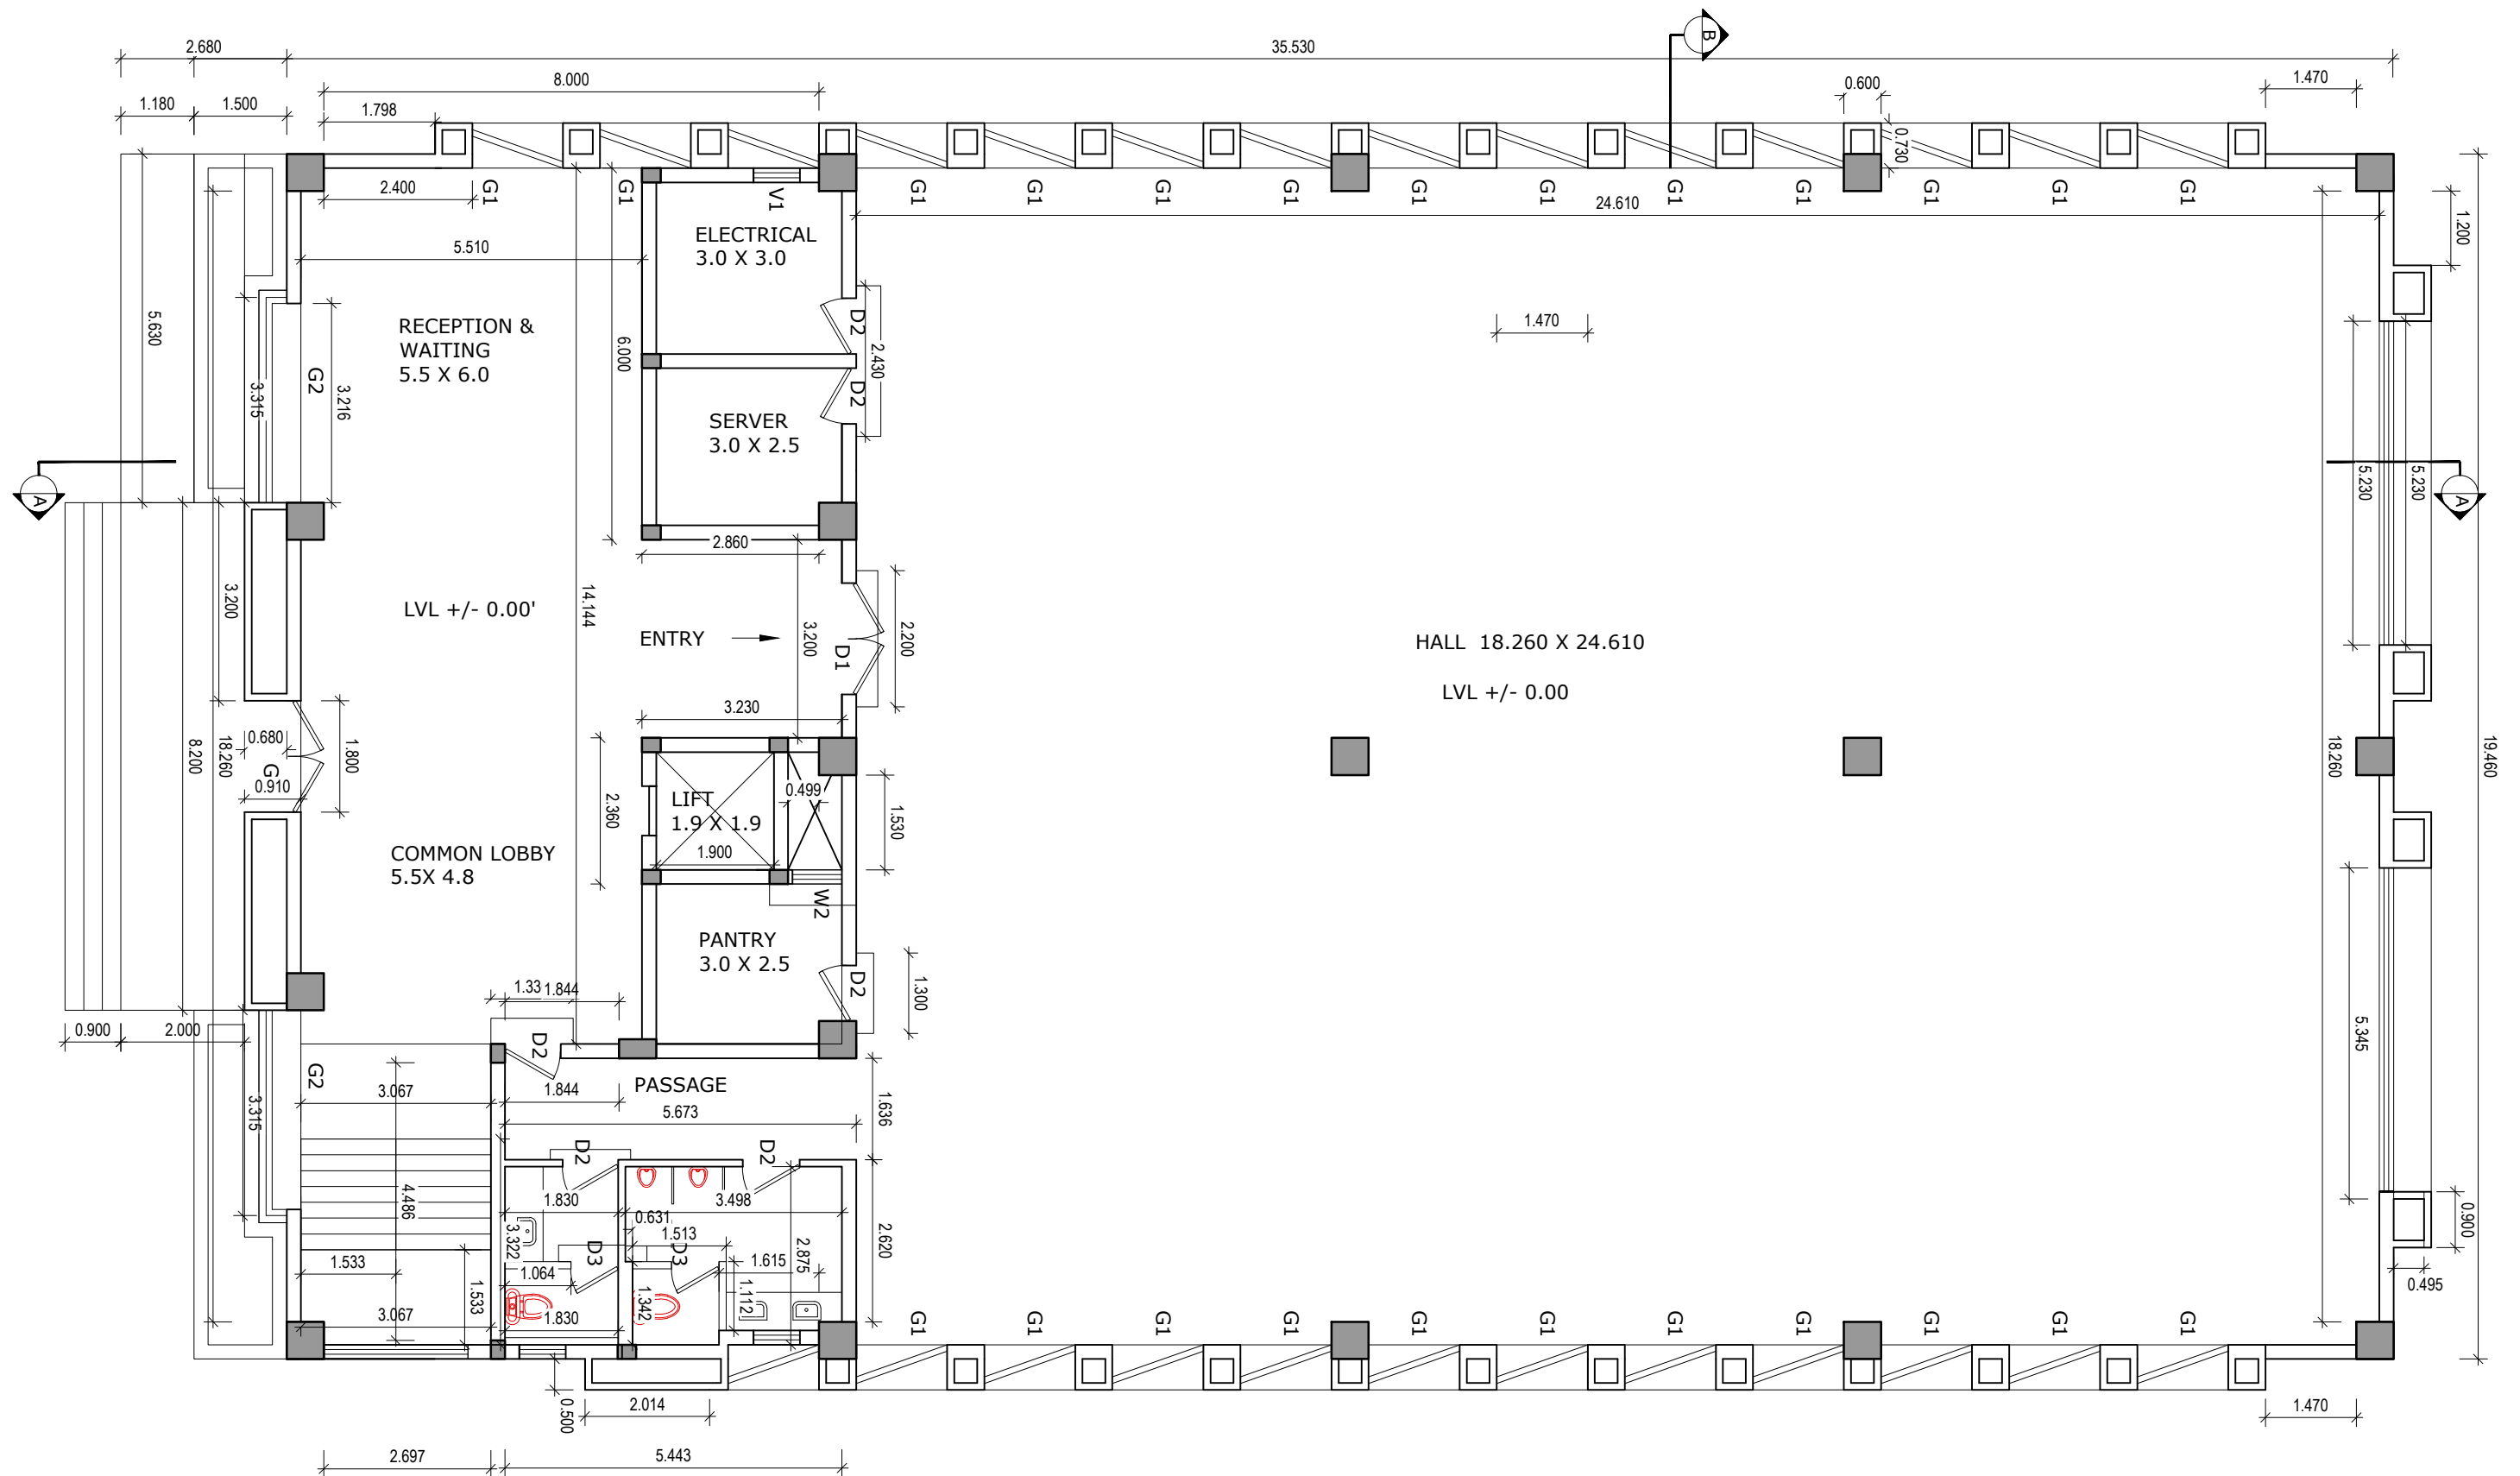 2.680
35.530
B
8.000
1.180
1.500
1.798
0.600
1.470
0.730
2.400
G1
G1
V1
G1
G1
G1
G1
G1
G1
G1
G1
G1
G1
G1
24.610
1.200
ELECTRICAL
3.0 X 3.0
5.510
5.630
RECEPTION &
WAITING
5.5 X 6.0
6.000
D2
2.430
1.470
G2
3.315
3.216
D2
SERVER
3.0 X 2.5
A
5.230
5.230
A
2.860
3.200
LVL +/- 0.00'
14.144
ENTRY
3.200
D1
2.200
HALL 18.260 X 24.610
LVL +/- 0.00
3.230
8.200
18.260
0.680
G
0.910
1.800
18.260
19.460
2.360
LIFT
1.9 X 1.9
0.499
1.530
1.900
COMMON LOBBY
5.5X 4.8
W2
PANTRY
3.0 X 2.5
D2
1.300
1.33
1.844
0.900
2.000
5.345
D2
G2
3.315
3.067
1.844
PASSAGE
5.673
1.636
D2
D2
4.486
1.830
3.498
0.631
1.513
3.322
D3
D3
2.875
2.620
1.533
1.064
1.615
1.533
1.342
1.112
3.067
1.830
0.900
0.495
G1
G1
G1
G1
G1
G1
G1
G1
G1
G1
G1
0.500
2.014
1.470
2.697
5.443